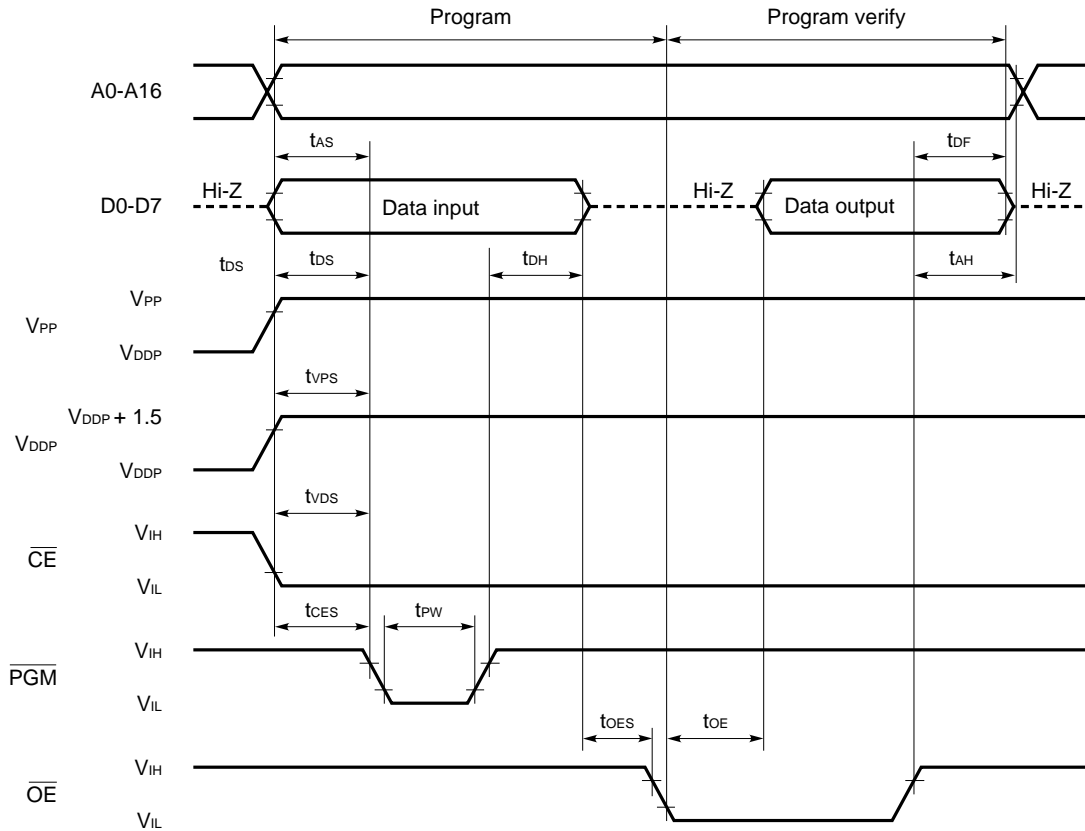 Program Program verify
A0-A16
tAS tDF
Hi-Z Hi-Z Hi-Z
D0-D7 Data input Data output
tDS tDS tDH tAH
VPP
VPP
VDDP
tVPS
VDDP + 1.5
VDDP
VDDP
tVDS
VIH
CE
VIL
tCES tPW
VIH
PGM
VIL
tOES tOE
VIH
OE
VIL